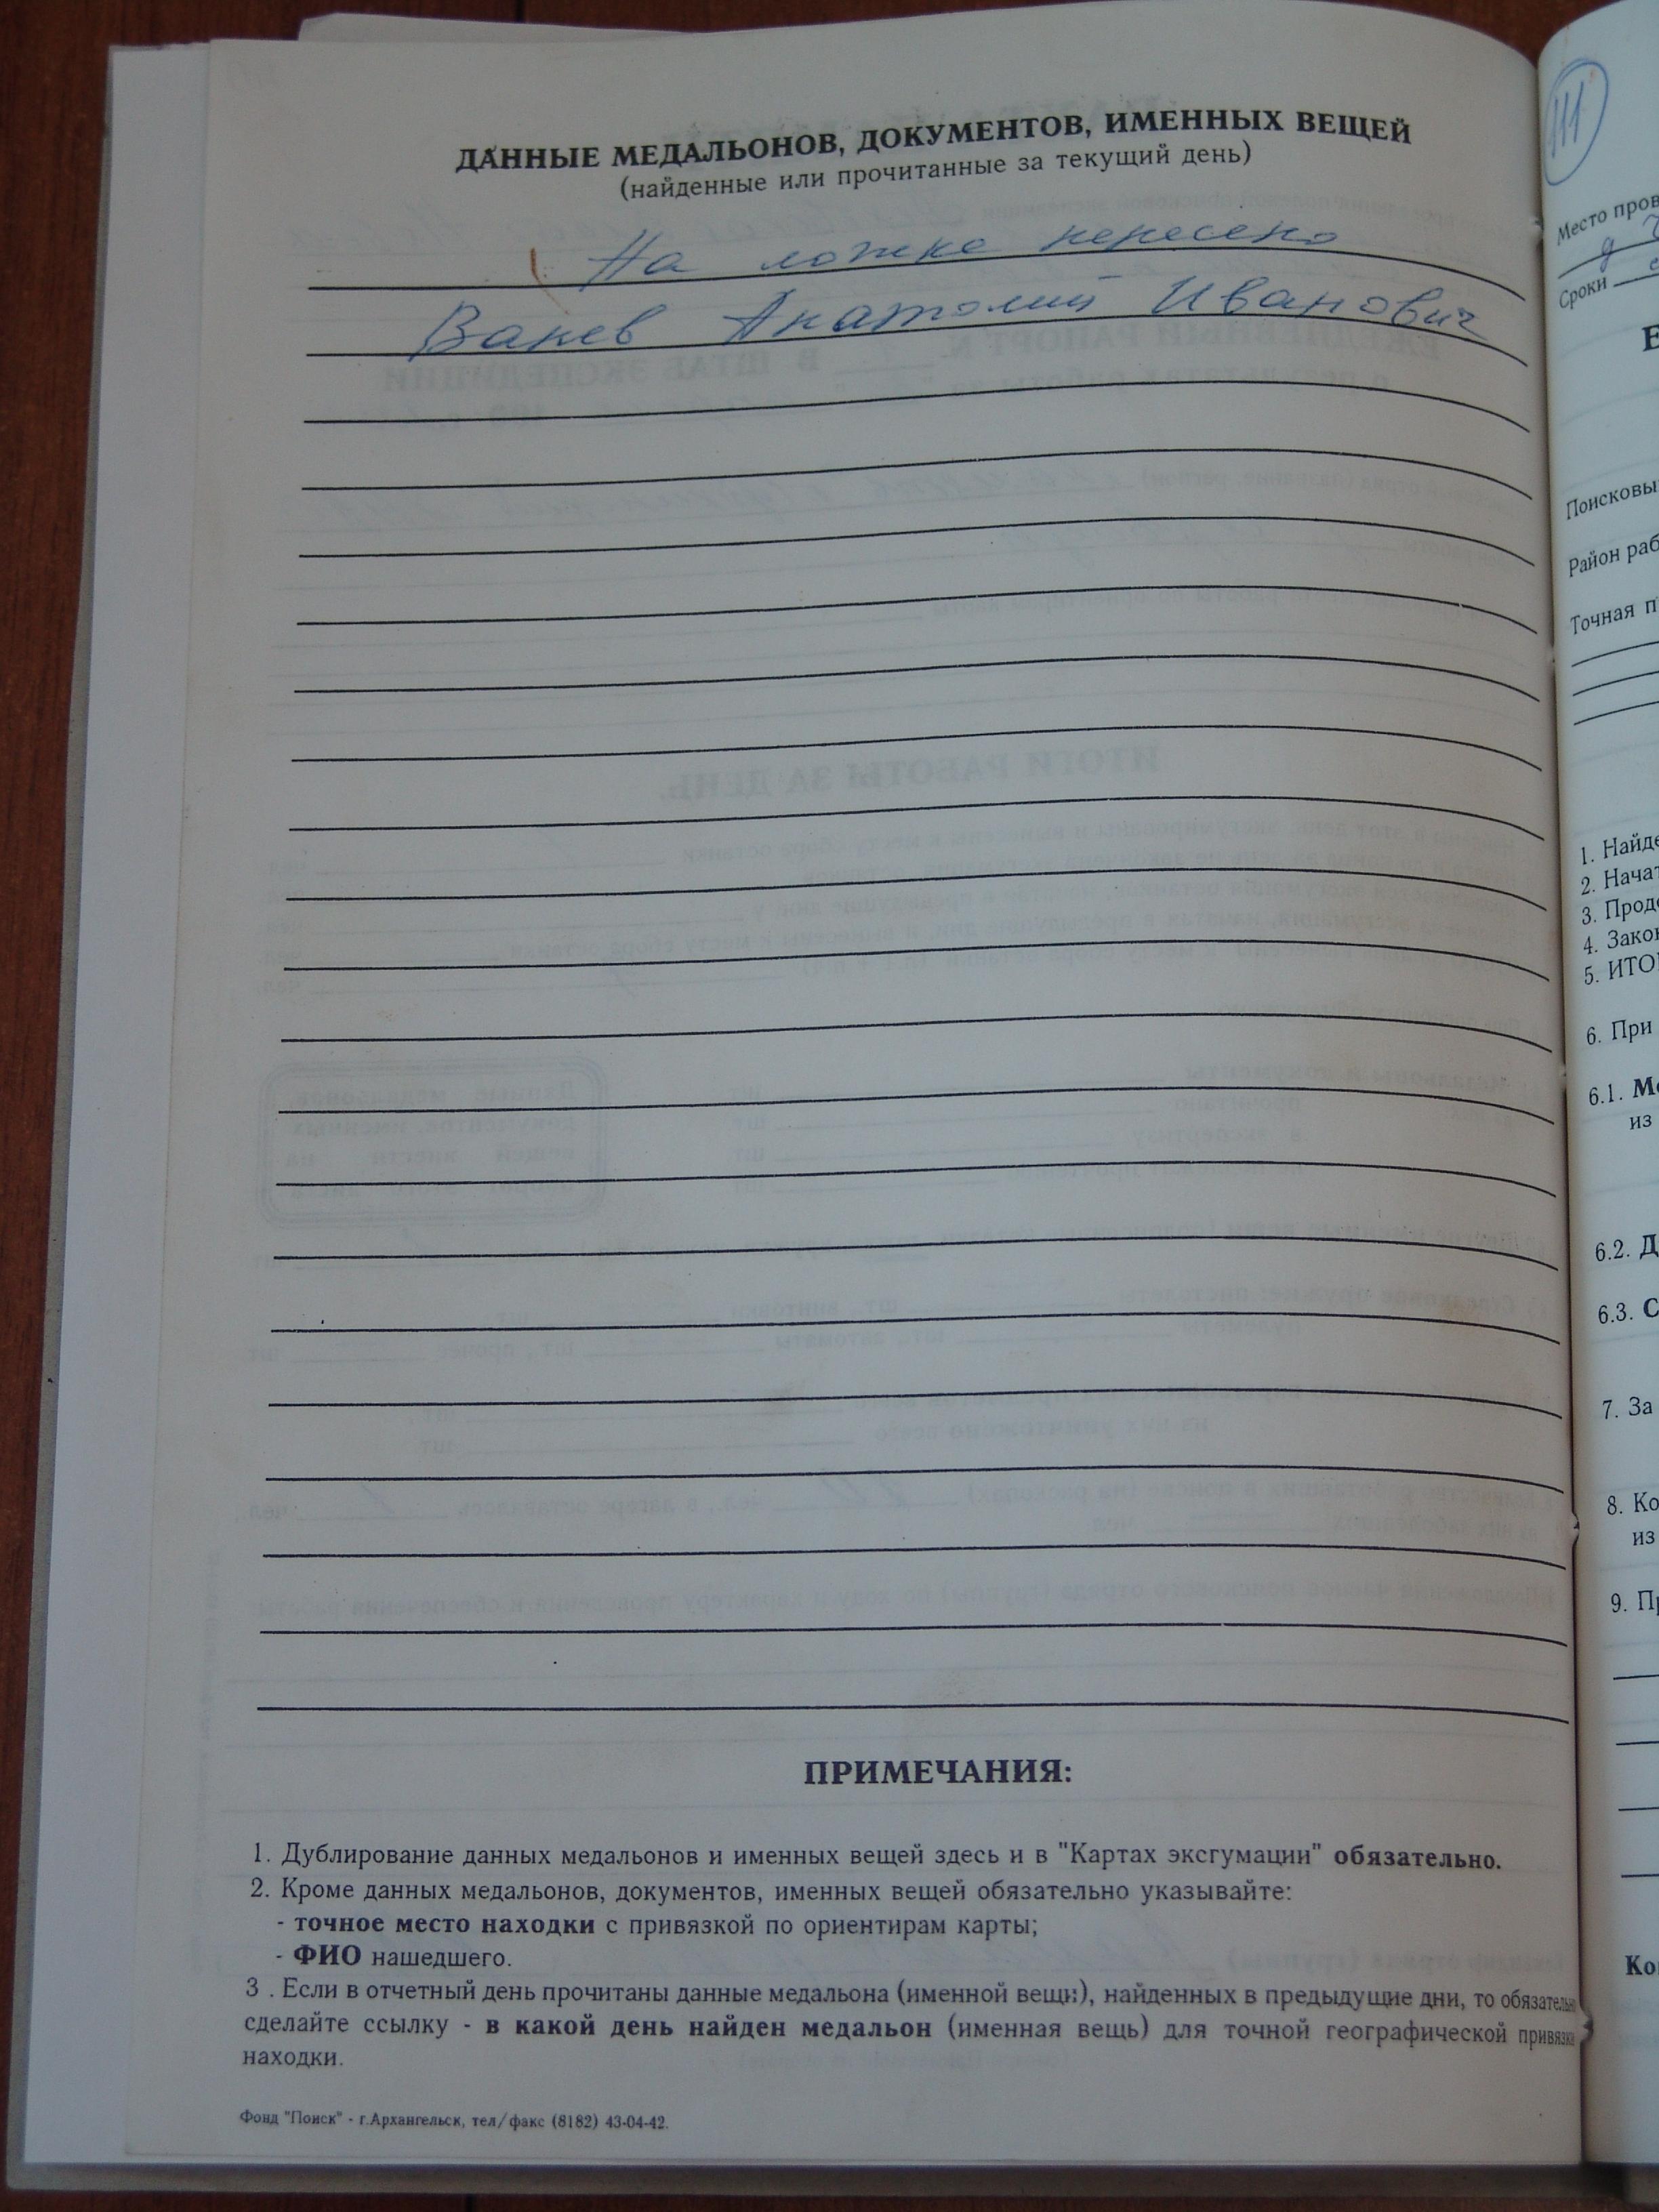 ДАННЫЕ МЕДАЛЬОНОВ, ДОКУМЕНТОВ, ИМЕННЫХ ВЕЩЕЙ
(найденные или прочитанные за текущий день)
На ложке
Анатолий Иванович
ПРИМЕЧАНИЯ:
1. Дублирование данных медальонов и именных вещей здесь и в "Картах эксгумации" обязательно.
2. Кроме данных медальонов, документов, именных вещей обязательно указывайте:
- точное место находки с привязкой по ориентирам карты;
- ФИО нашедшего.
3 . Если в отчетный день прочитаны данные медальона (именной вещи), найденных в предыдущие дни, то обязательно
сделайте ссылку - в какой день найден медальон (именная вещь) для точной географической привязки
находки.
Фонд "Поиск" - г.Архангельск, тел/факс (8182) 43-04-42.
111
Место пров
Сроки
Е
Поисковы
Район раб
Точная п
1. Найде
2. Начат
3. Продо
4. Закон
5. ИТО
6. При
6.1. Ме
из
6.2. Д
6.3. С
7. За
8. Ко
из
9. Пр
Ко